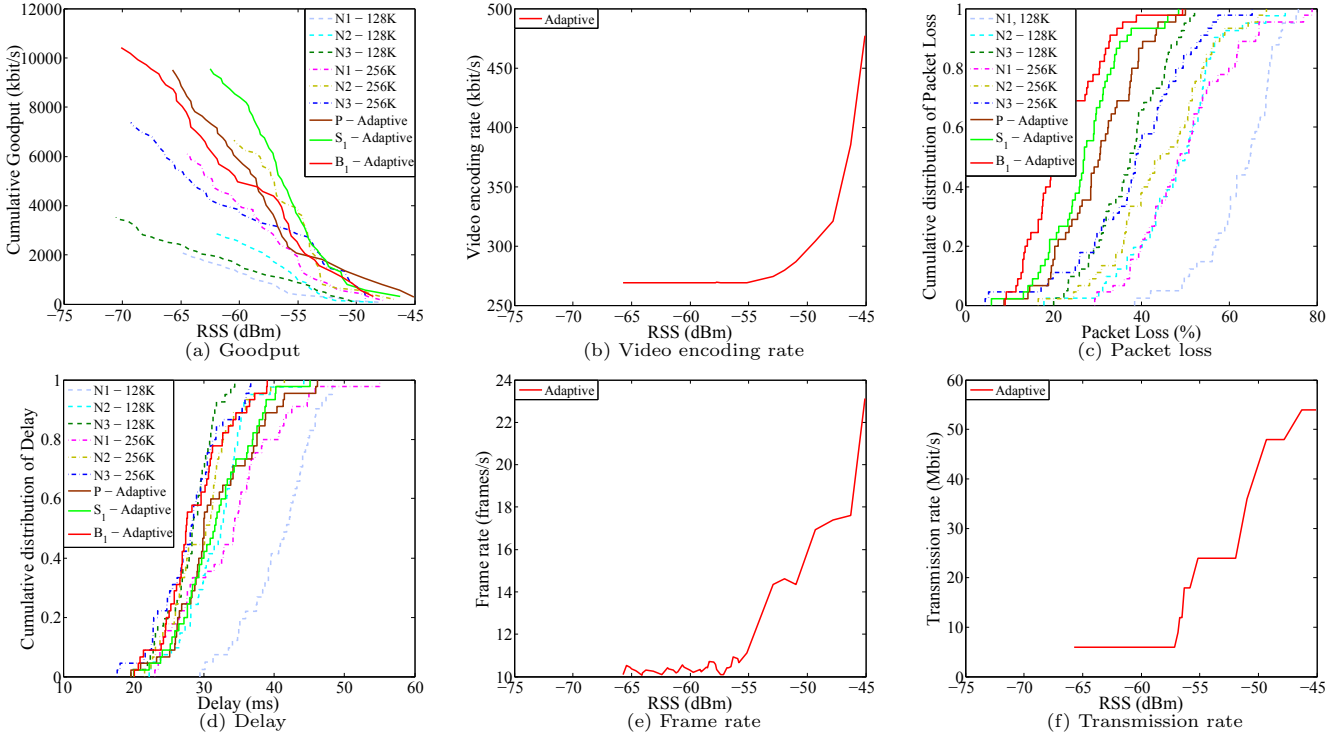 12000
10000
8000
6000
4000
2000
0
−75
−70
−65
−60
−55
−50
−45
Cumulative Goodput (kbit/s)
RSS (dBm)
N1 − 128K
N2 − 128K
N3 − 128K
N1 − 256K
N2 − 256K
N3 − 256K
P − Adaptive
S1 − Adaptive
B1 − Adaptive
(a) Goodput
500
450
400
350
300
250
−75
−70
−65
−60
−55
−50
−45
Video encoding rate (kbit/s)
RSS (dBm)
Adaptive
(b) Video encoding rate
1
0.8
0.6
0.4
0.2
0
0
20
40
60
80
Cumulative distribution of Packet Loss
Packet Loss (%)
N1, 128K
N2 − 128K
N3 − 128K
N1 − 256K
N2 − 256K
N3 − 256K
P − Adaptive
S1 − Adaptive
B1 − Adaptive
(c) Packet loss
1
0.8
0.6
0.4
0.2
0
10
20
30
40
50
60
Cumulative distribution of Delay
Delay (ms)
N1 − 128K
N2 − 128K
N3 − 128K
N1 − 256K
N2 − 256K
N3 − 256K
P − Adaptive
S1 − Adaptive
B1 − Adaptive
(d) Delay
24
22
20
18
16
14
12
10
−75
−70
−65
−60
−55
−50
−45
Frame rate (frames/s)
RSS (dBm)
Adaptive
(e) Frame rate
60
50
40
30
20
10
0
−75
−65
−60
−55
−50
−45
Transmission rate (Mbit/s)
RSS (dBm)
Adaptive
(f) Transmission rate